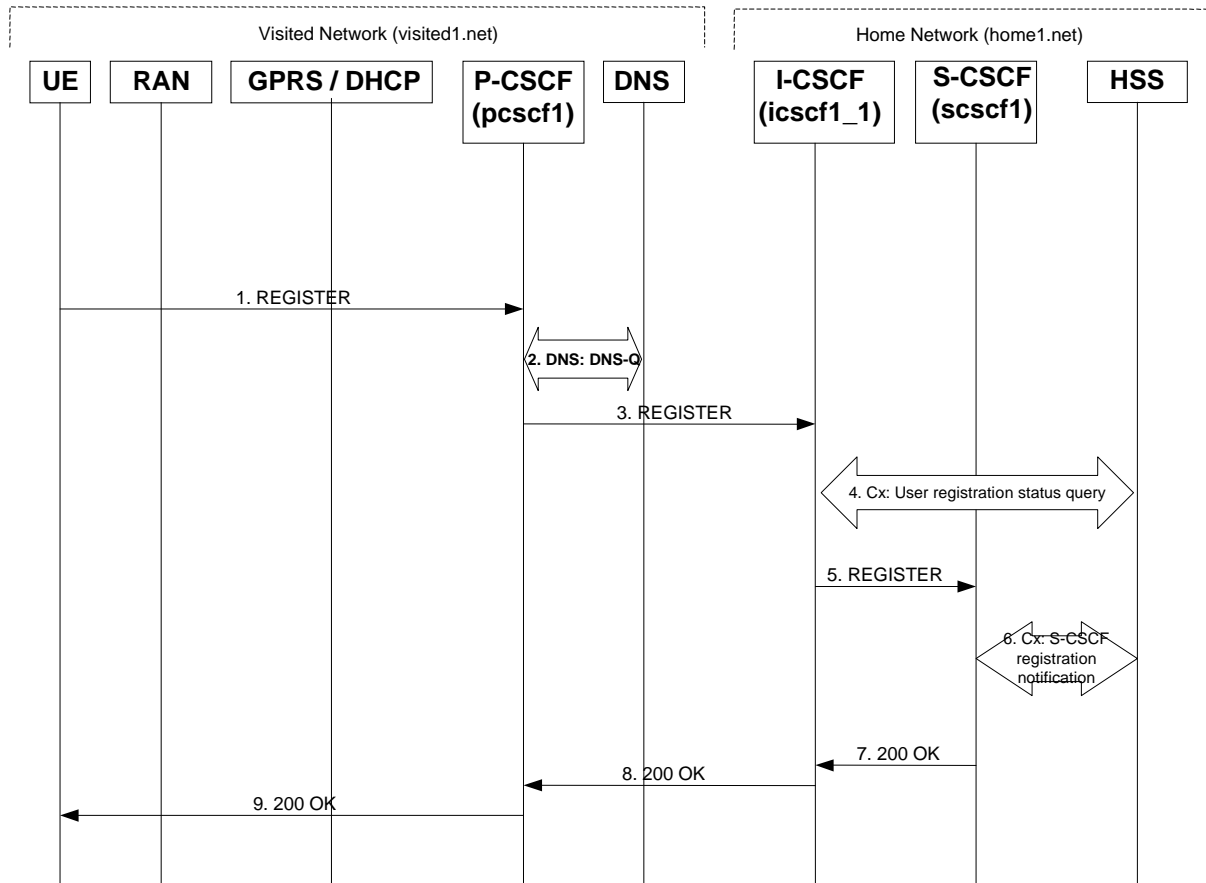 Visited Network (visited1.net)
Home Network (home1.net)
UE
RAN
GPRS / DHCP
P-CSCF
(pcscf1)
DNS
I-CSCF
(icscf1_1)
S-CSCF
(scscf1)
HSS
1. REGISTER
2. DNS: DNS-Q
3. REGISTER
4. Cx: User registration status query
5. REGISTER
6. Cx: S-CSCF
registration
notification
7. 200 OK
8. 200 OK
9. 200 OK